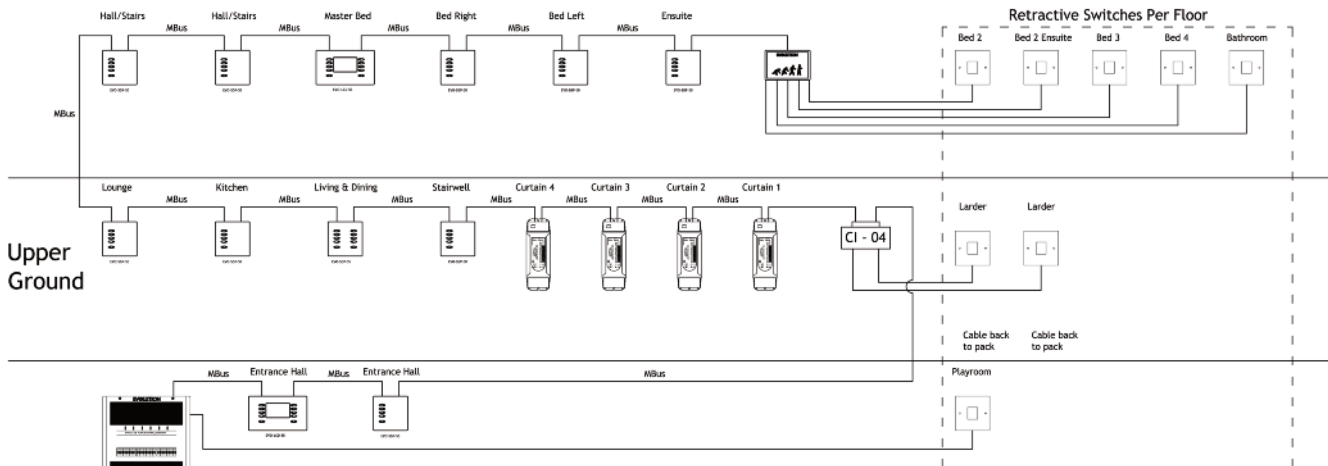 Retractive Switches Per Floor
Hall/Stairs
Hall/Stairs
Master Bed
Bed Right
Bed Left
Ensuite
Bed 2
Bed 2 Ensuite
Bed 3
Bed 4
Bathroom
MBus
MBus
MBus
MBus
MBus
EVOLUTION
MBus
Lounge
Kitchen
Living & Dining
Stairwell
Curtain 4
Curtain 3
Curtain 2
Curtain 1
MBus
MBus
MBus
MBus
MBus
MBus
MBus
Larder
Larder
CI - 04
Upper
Ground
Cable back
to pack
Cable back
to pack
MBus
Entrance Hall
MBus
Entrance Hall
MBus
Playroom
EVOLUTION